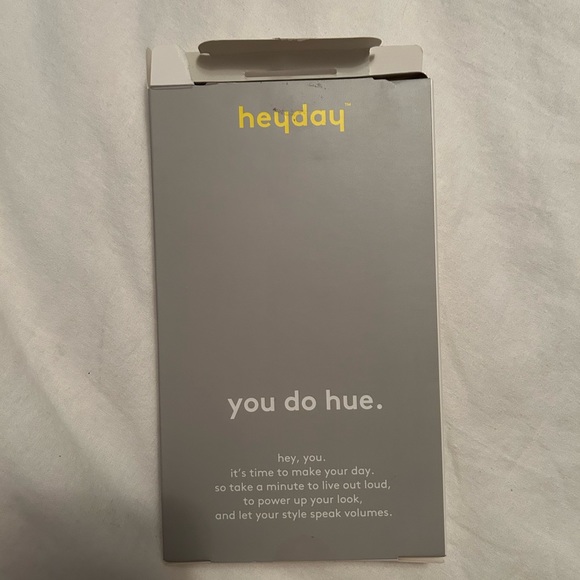 heyday™
you do hue.
hey, you.
it's time to make your day.
so take a minute to live out loud,
to power up your look,
and let your style speak volumes.